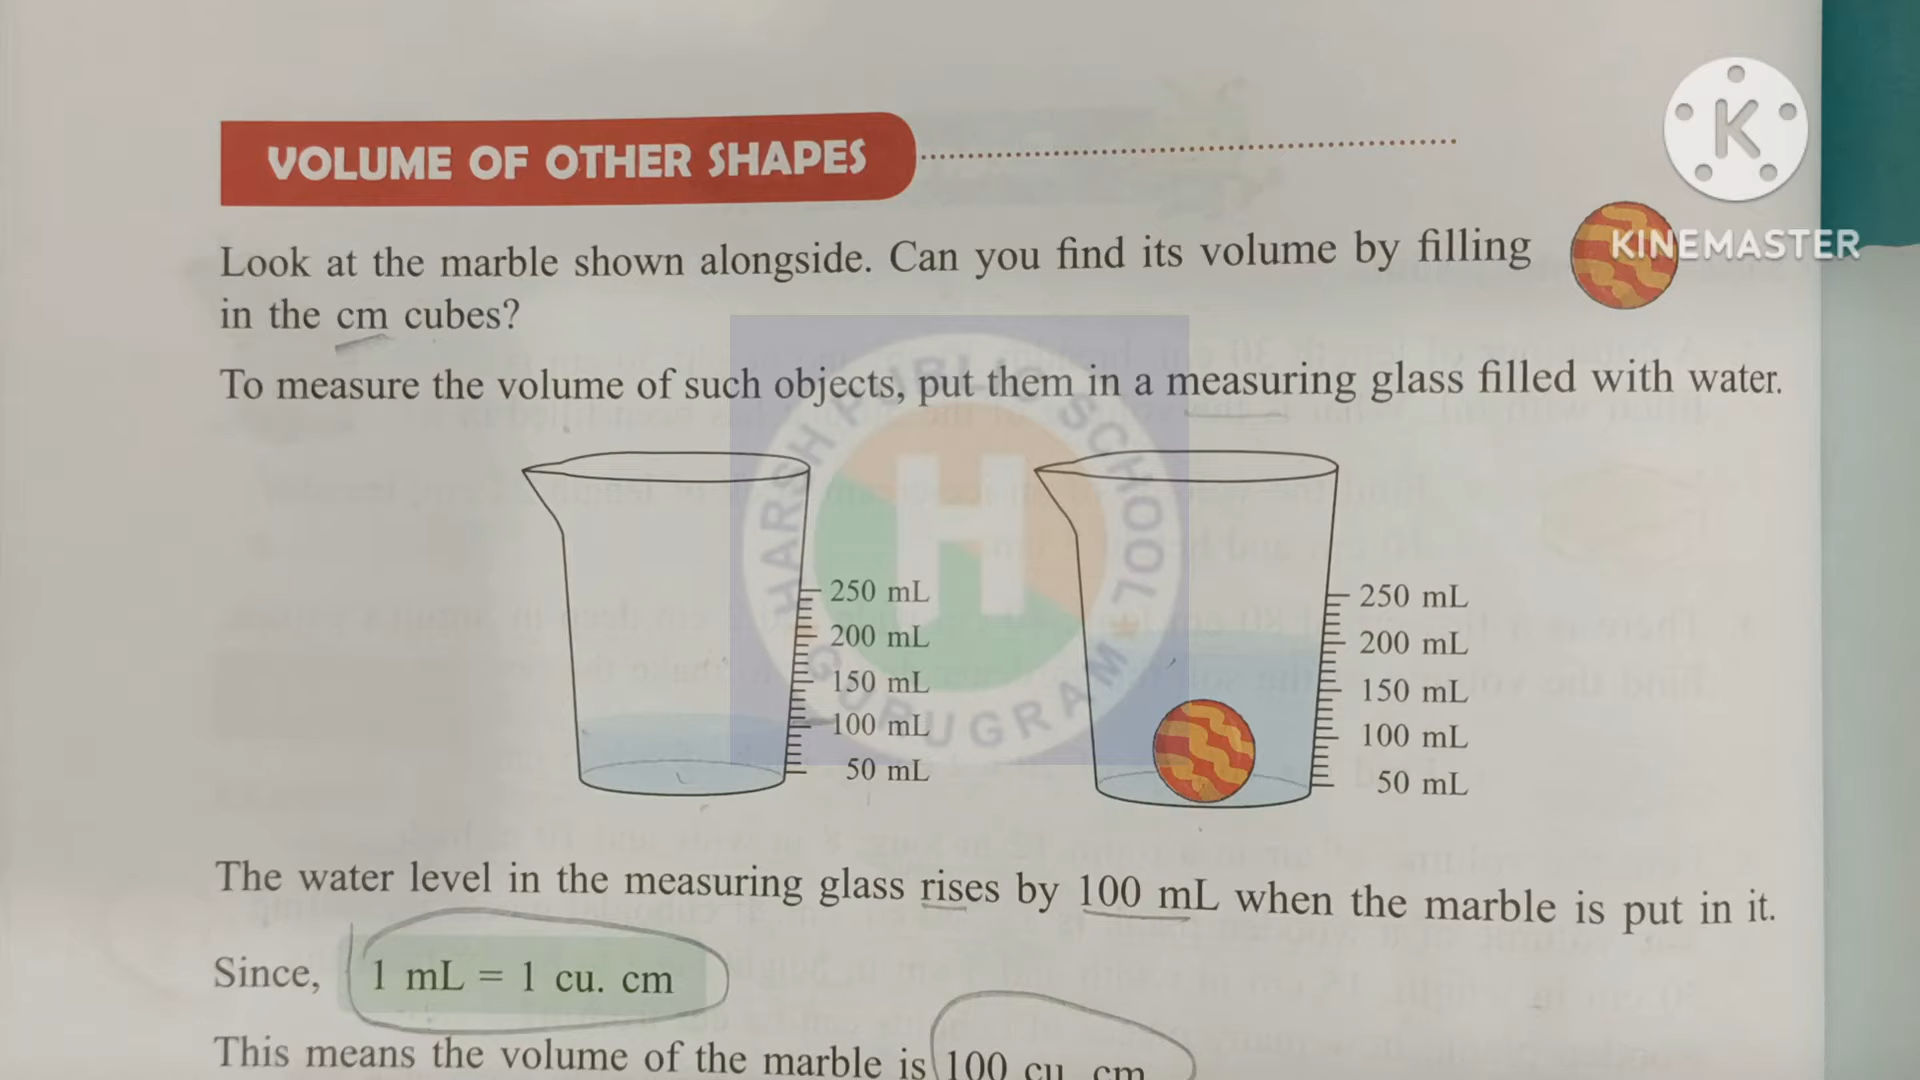 VOLUME OF OTHER SHAPES
K
KINEMASTER
Look at the marble shown alongside. Can you find its volume by filling
in the cm cubes?
To measure the volume of such objects, put them in a measuring glass filled with water.
HARSH PUBLIC SCHOOL
H
GURUGRAM
250 mL
200 mL
150 mL
100 mL
50 mL
250 mL
200 mL
150 mL
100 mL
50 mL
The water level in the measuring glass rises by 100 mL when the marble is put in it.
Since, 1 mL = 1 cu. cm
This means the volume of the marble is 100 cu. cm